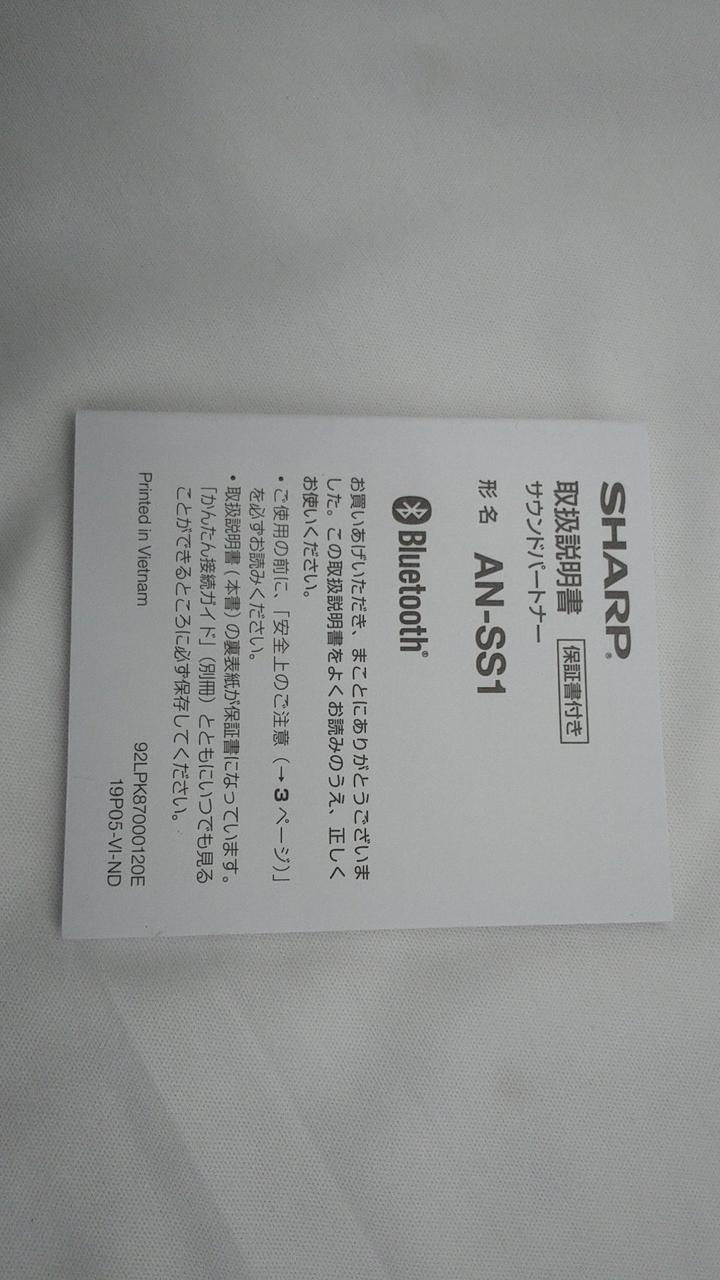 SHARP®
取扱説明書 保証書付き
サウンドパートナー
形名 AN-SS1
Bluetooth®
お買いあげいただき、まことにありがとうございま
した。この取扱説明書をよくお読みのうえ、正しく
お使いください。
• ご使用の前に、「安全上のご注意（→3 ページ）」
を必ずお読みください。
• 取扱説明書（本書）の裏表紙が保証書になっています。
「かんたん接続ガイド」（別冊）とともにいつでも見る
ことができるところに必ず保存してください。
Printed in Vietnam
92LPK87000120E
19P05-VI-ND